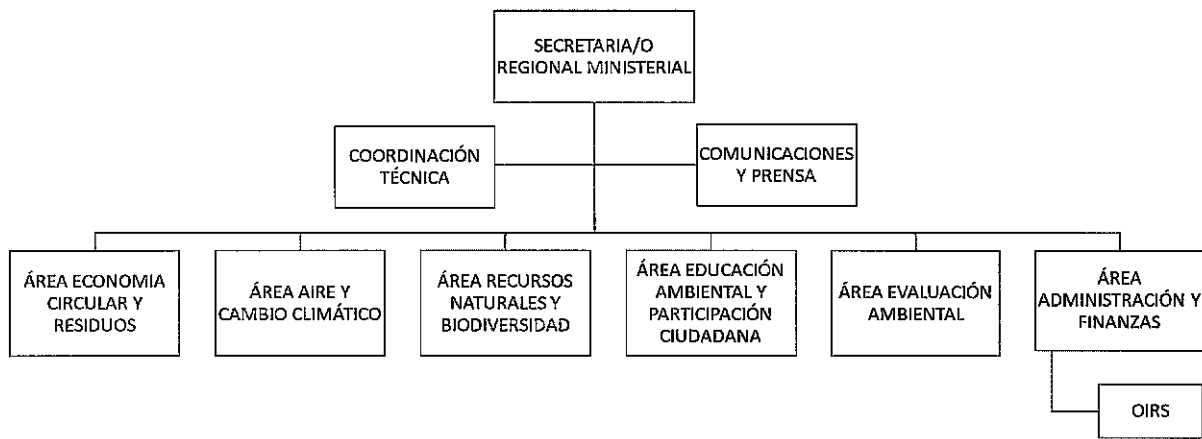 SECRETARIA/O
REGIONAL MINISTERIAL
COORDINACIÓN
TÉCNICA
COMUNICACIONES
Y PRENSA
ÁREA ECONOMIA
CIRCULAR Y
RESIDUOS
ÁREA AIRE Y
CAMBIO CLIMÁTICO
ÁREA RECURSOS
NATURALES Y
BIODIVERSIDAD
ÁREA EDUCACIÓN
AMBIENTAL Y
PARTICIPACIÓN
CIUDADANA
ÁREA EVALUACIÓN
AMBIENTAL
ÁREA
ADMINISTRACIÓN Y
FINANZAS
OIRS